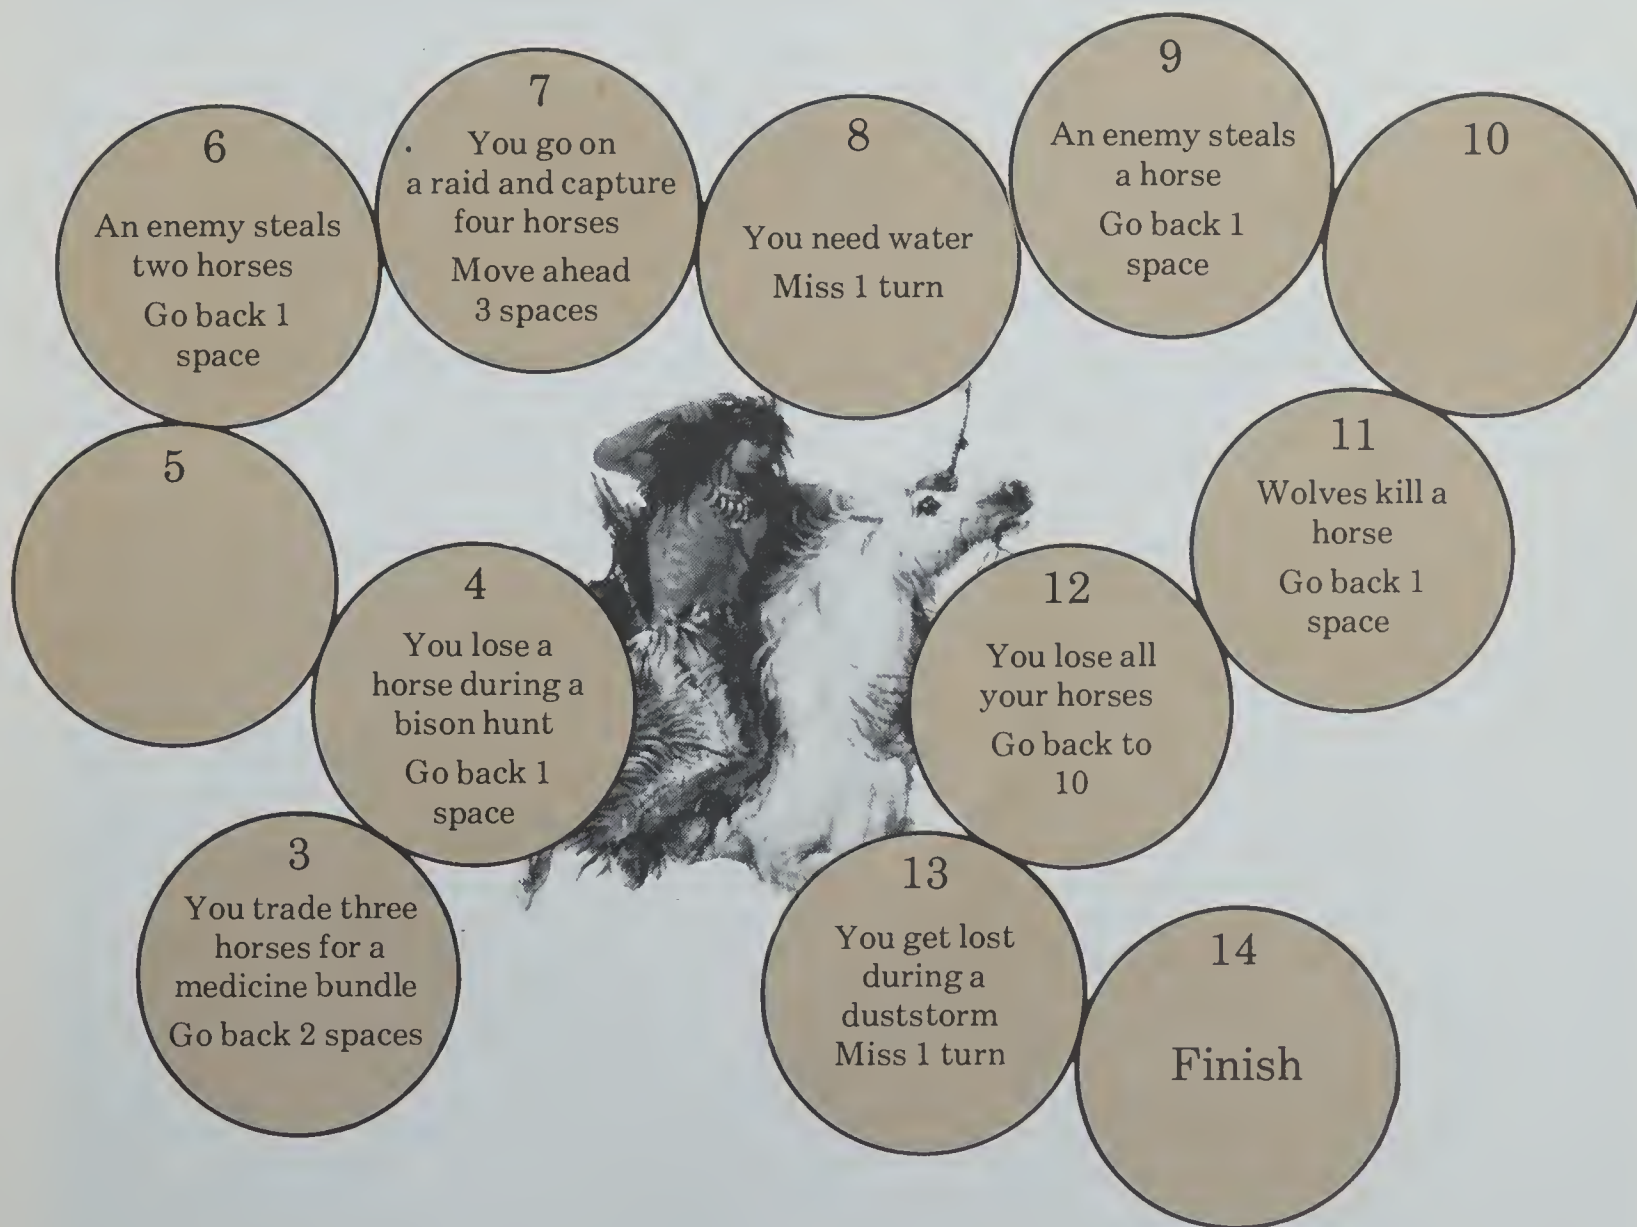 3
You trade three
horses for a
medicine bundle
Go back 2 spaces
4
You lose a
horse during a
bison hunt
Go back 1
space
5
6
An enemy steals
two horses
Go back 1
space
7
You go on
a raid and capture
four horses
Move ahead
3 spaces
8
You need water
Miss 1 turn
9
An enemy steals
a horse
Go back 1
space
10
11
Wolves kill a
horse
Go back 1
space
12
You lose all
your horses
Go back to
10
13
You get lost
during a
duststorm
Miss 1 turn
14
Finish